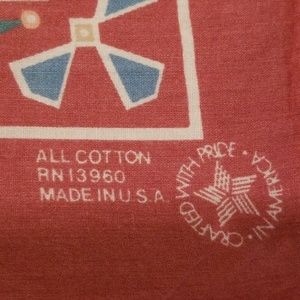 ALL COTTON
RN13960
MADE IN U.S.A.
CRAFTED WITH PRIDE • IN AMERICA •